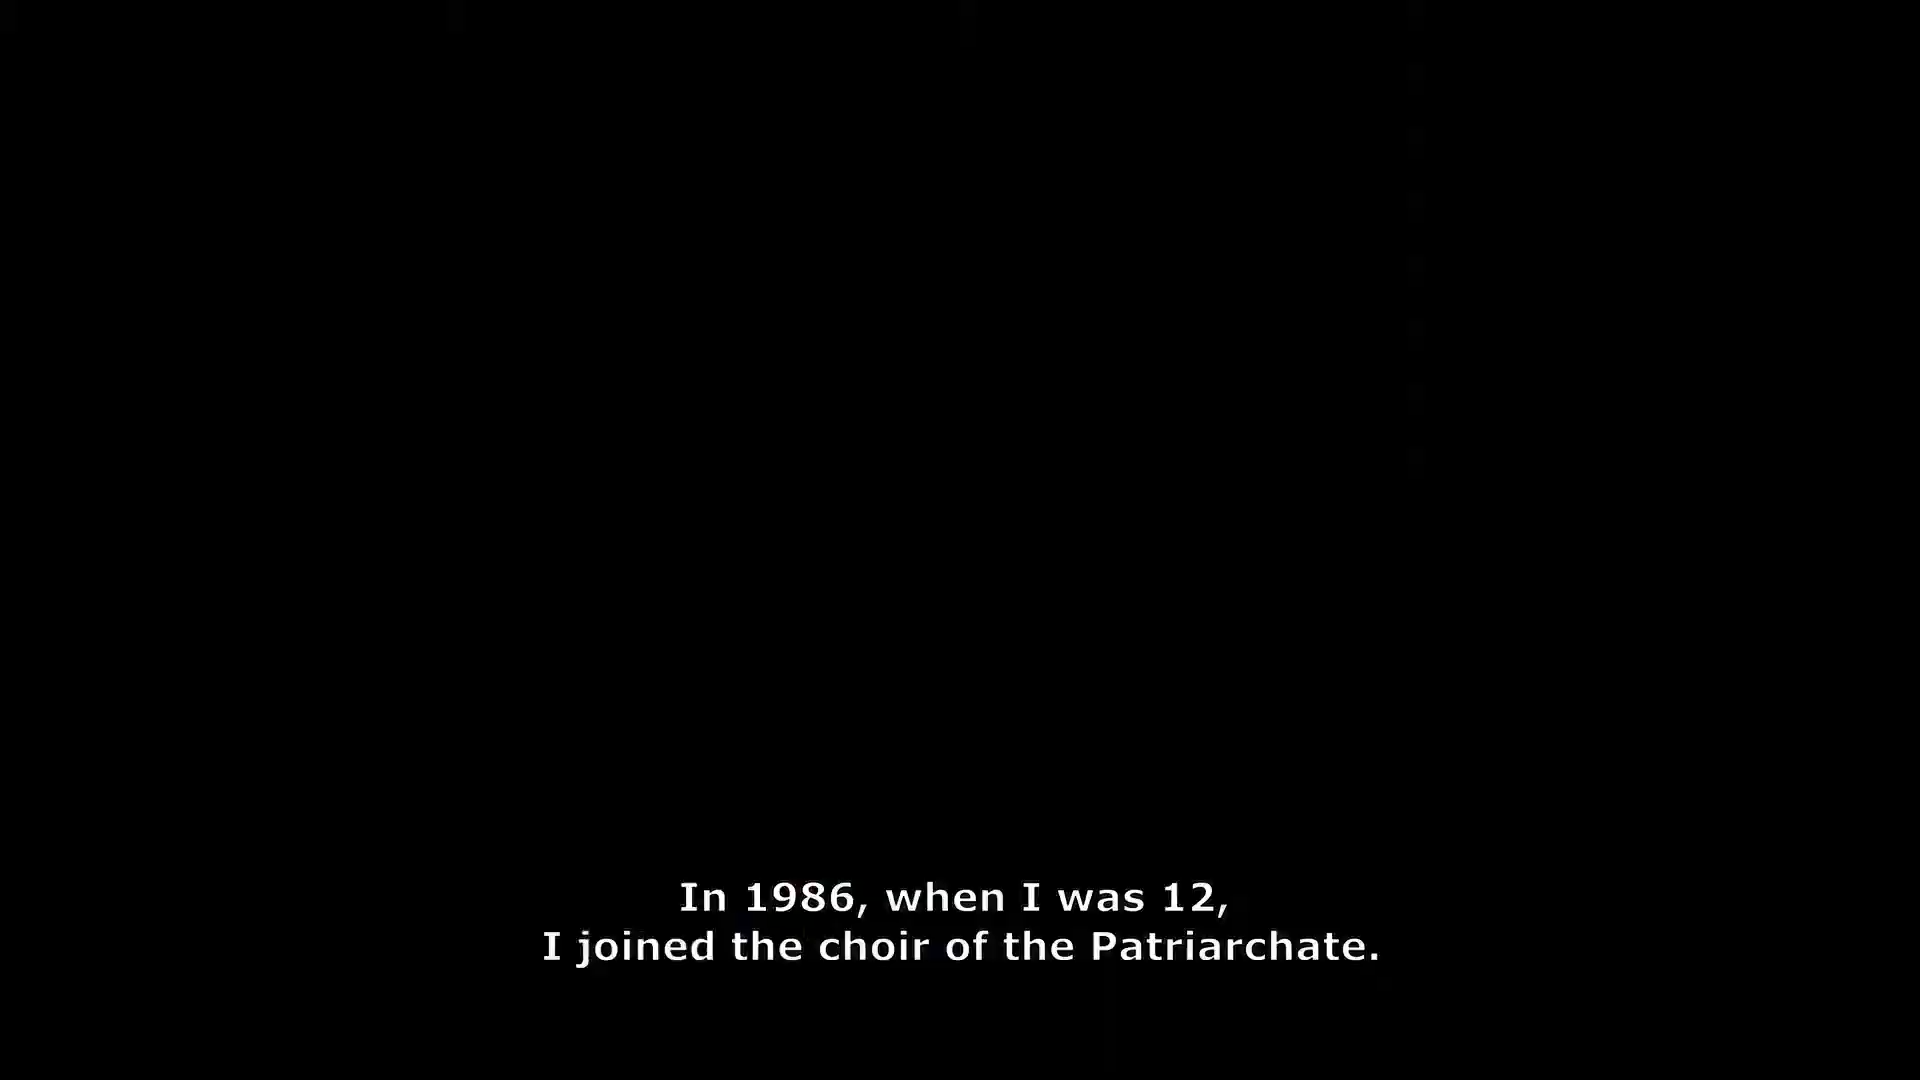 In 1986, when I was 12,
I joined the choir of the Patriarchate.